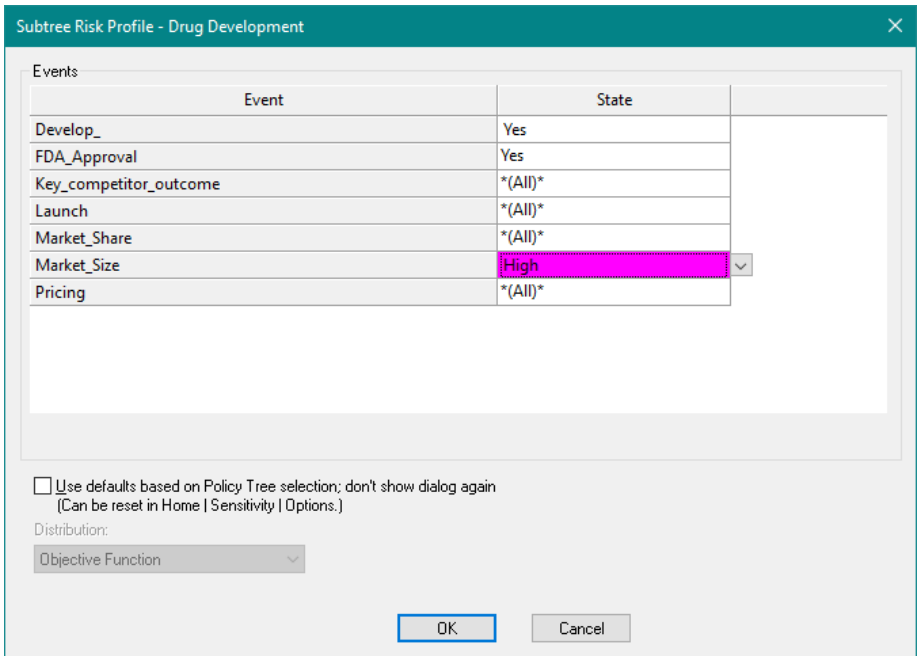 Subtree Risk Profile - Drug Development
Events
Event State
Develop_ Yes
FDA_Approval Yes
Key_competitor_outcome *(All)*
Launch *(All)*
Market_Share *(All)*
Market_Size High
Pricing *(All)*
Use defaults based on Policy Tree selection; don't show dialog again
(Can be reset in Home | Sensitivity | Options.)
Distribution:
Objective Function
OK Cancel